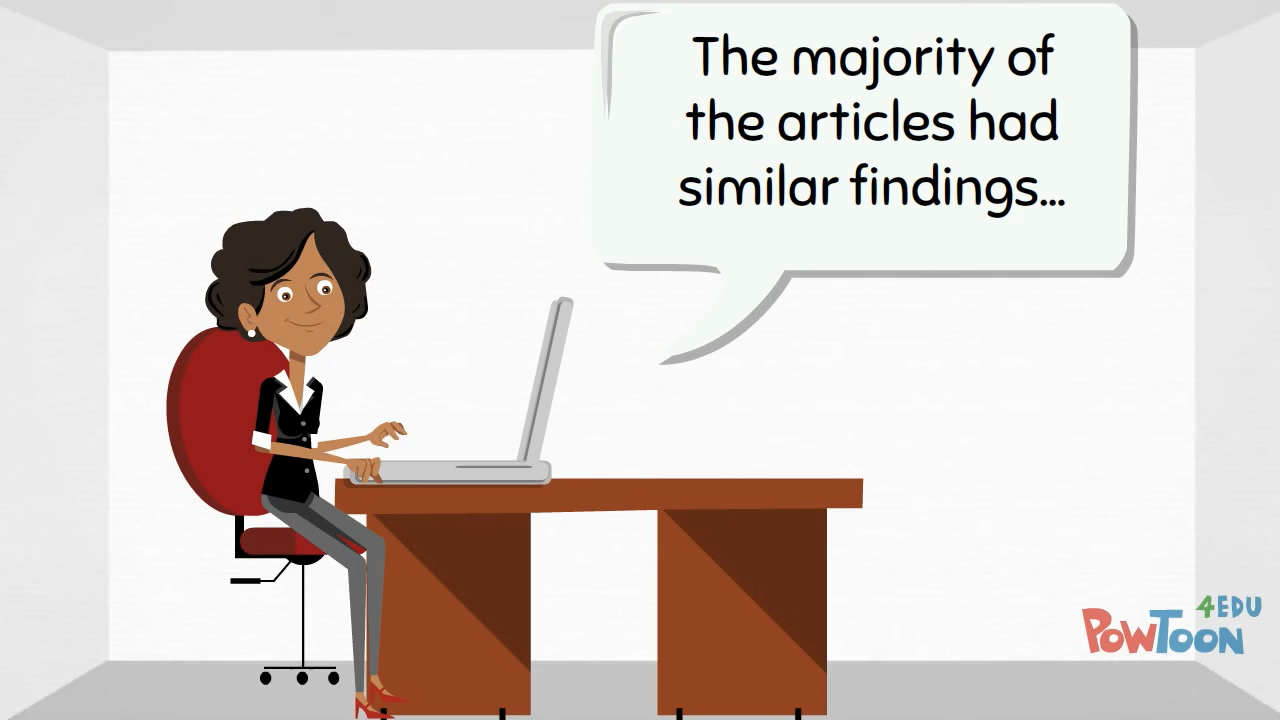 The majority of
the articles had
similar findings...
4EDU
POWTOON